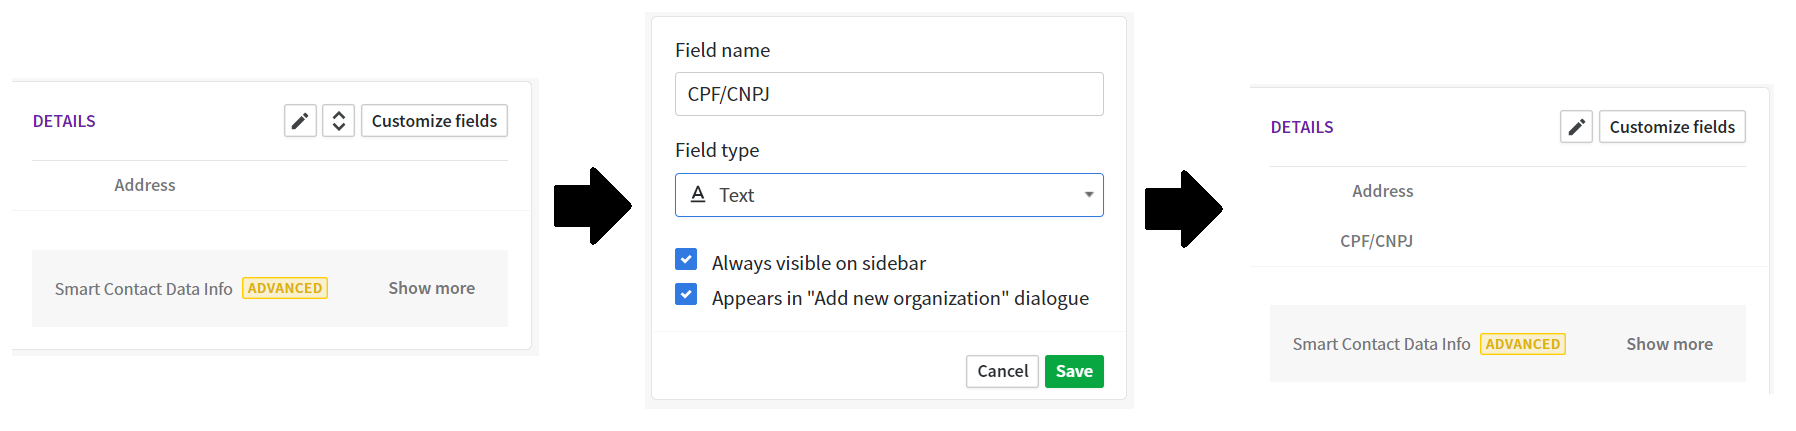 DETAILS
Customize fields
Address
Smart Contact Data Info ADVANCED Show more
Field name
CPF/CNPJ
Field type
A Text
Always visible on sidebar
Appears in "Add new organization" dialogue
Cancel Save
DETAILS
Customize fields
Address
CPF/CNPJ
Smart Contact Data Info ADVANCED Show more